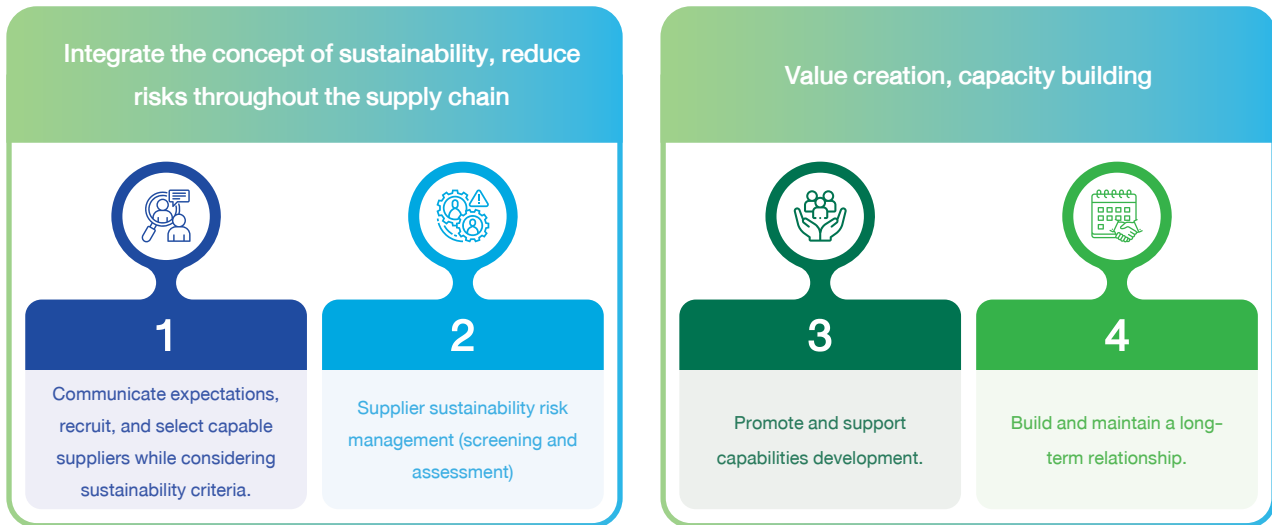 Integrate the concept of sustainability, reduce
risks throughout the supply chain
1
Communicate expectations,
recruit, and select capable
suppliers while considering
sustainability criteria.
2
Supplier sustainability risk
management (screening and
assessment)
Value creation, capacity building
3
Promote and support
capabilities development.
4
Build and maintain a long-
term relationship.